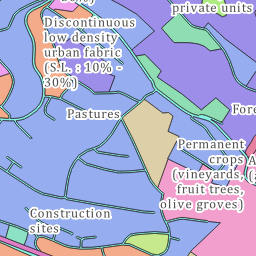 private units
Discontinuous
low density
urban fabric
(S.L. : 10% -
30%)
Pastures
Permanent
crops
(vineyards,
fruit trees,
olive groves)
Construction
sites